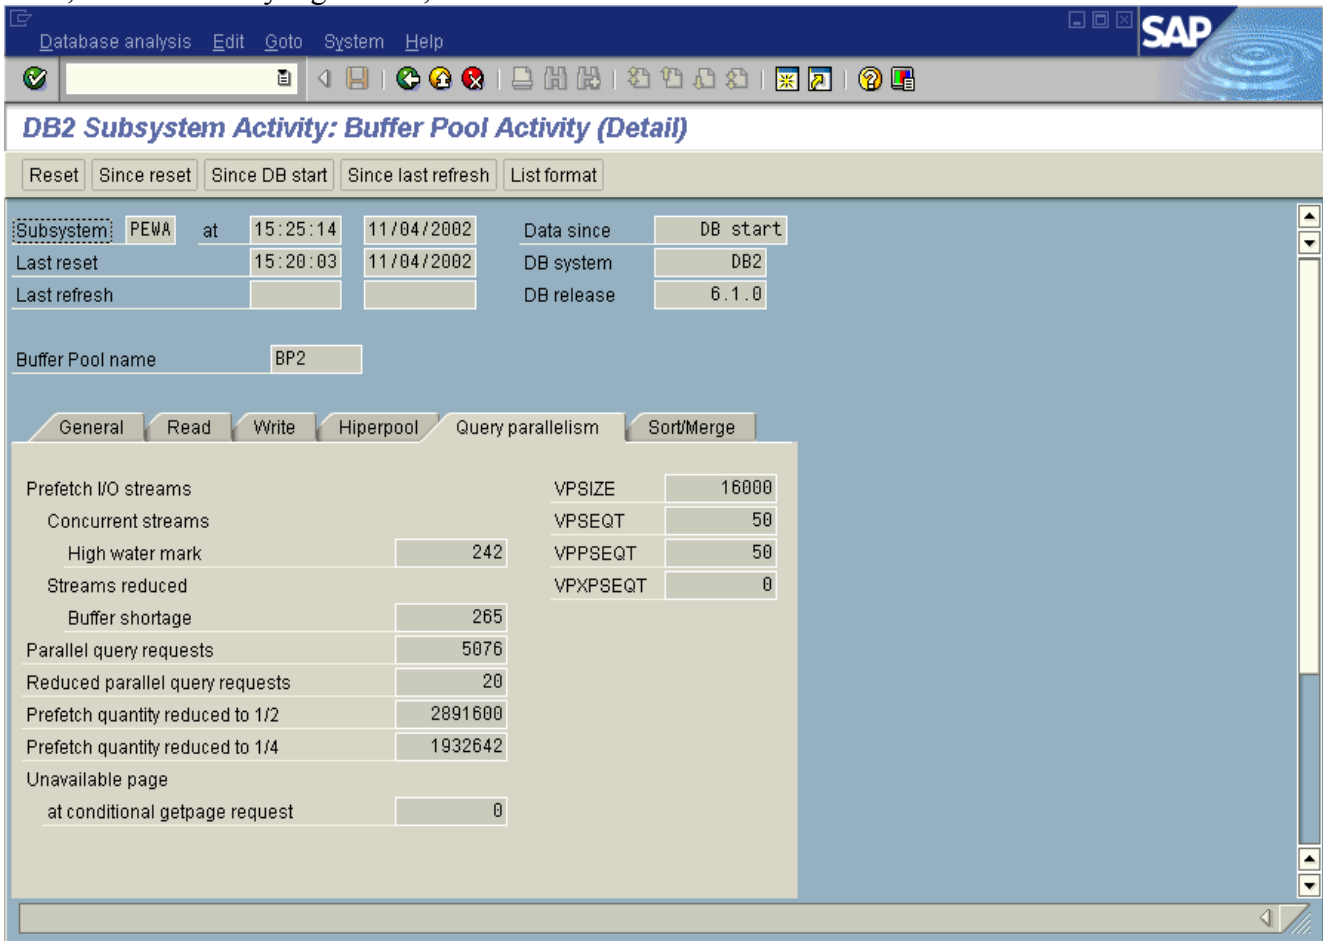 Database analysis Edit Goto System Help
SAP
DB2 Subsystem Activity: Buffer Pool Activity (Detail)
Reset Since reset Since DB start Since last refresh List format
Subsystem PEWA at 15:25:14 11/04/2002 Data since DB start
Last reset 15:20:03 11/04/2002 DB system DB2
Last refresh DB release 6.1.0
Buffer Pool name BP2
General Read Write Hiperpool Query parallelism Sort/Merge
Prefetch I/O streams VPSIZE 16000
Concurrent streams VPSEQT 50
High water mark 242 VPPSEQT 50
Streams reduced VPXPSEQT 0
Buffer shortage 265
Parallel query requests 5076
Reduced parallel query requests 20
Prefetch quantity reduced to 1/2 2891600
Prefetch quantity reduced to 1/4 1932642
Unavailable page
at conditional getpage request 0